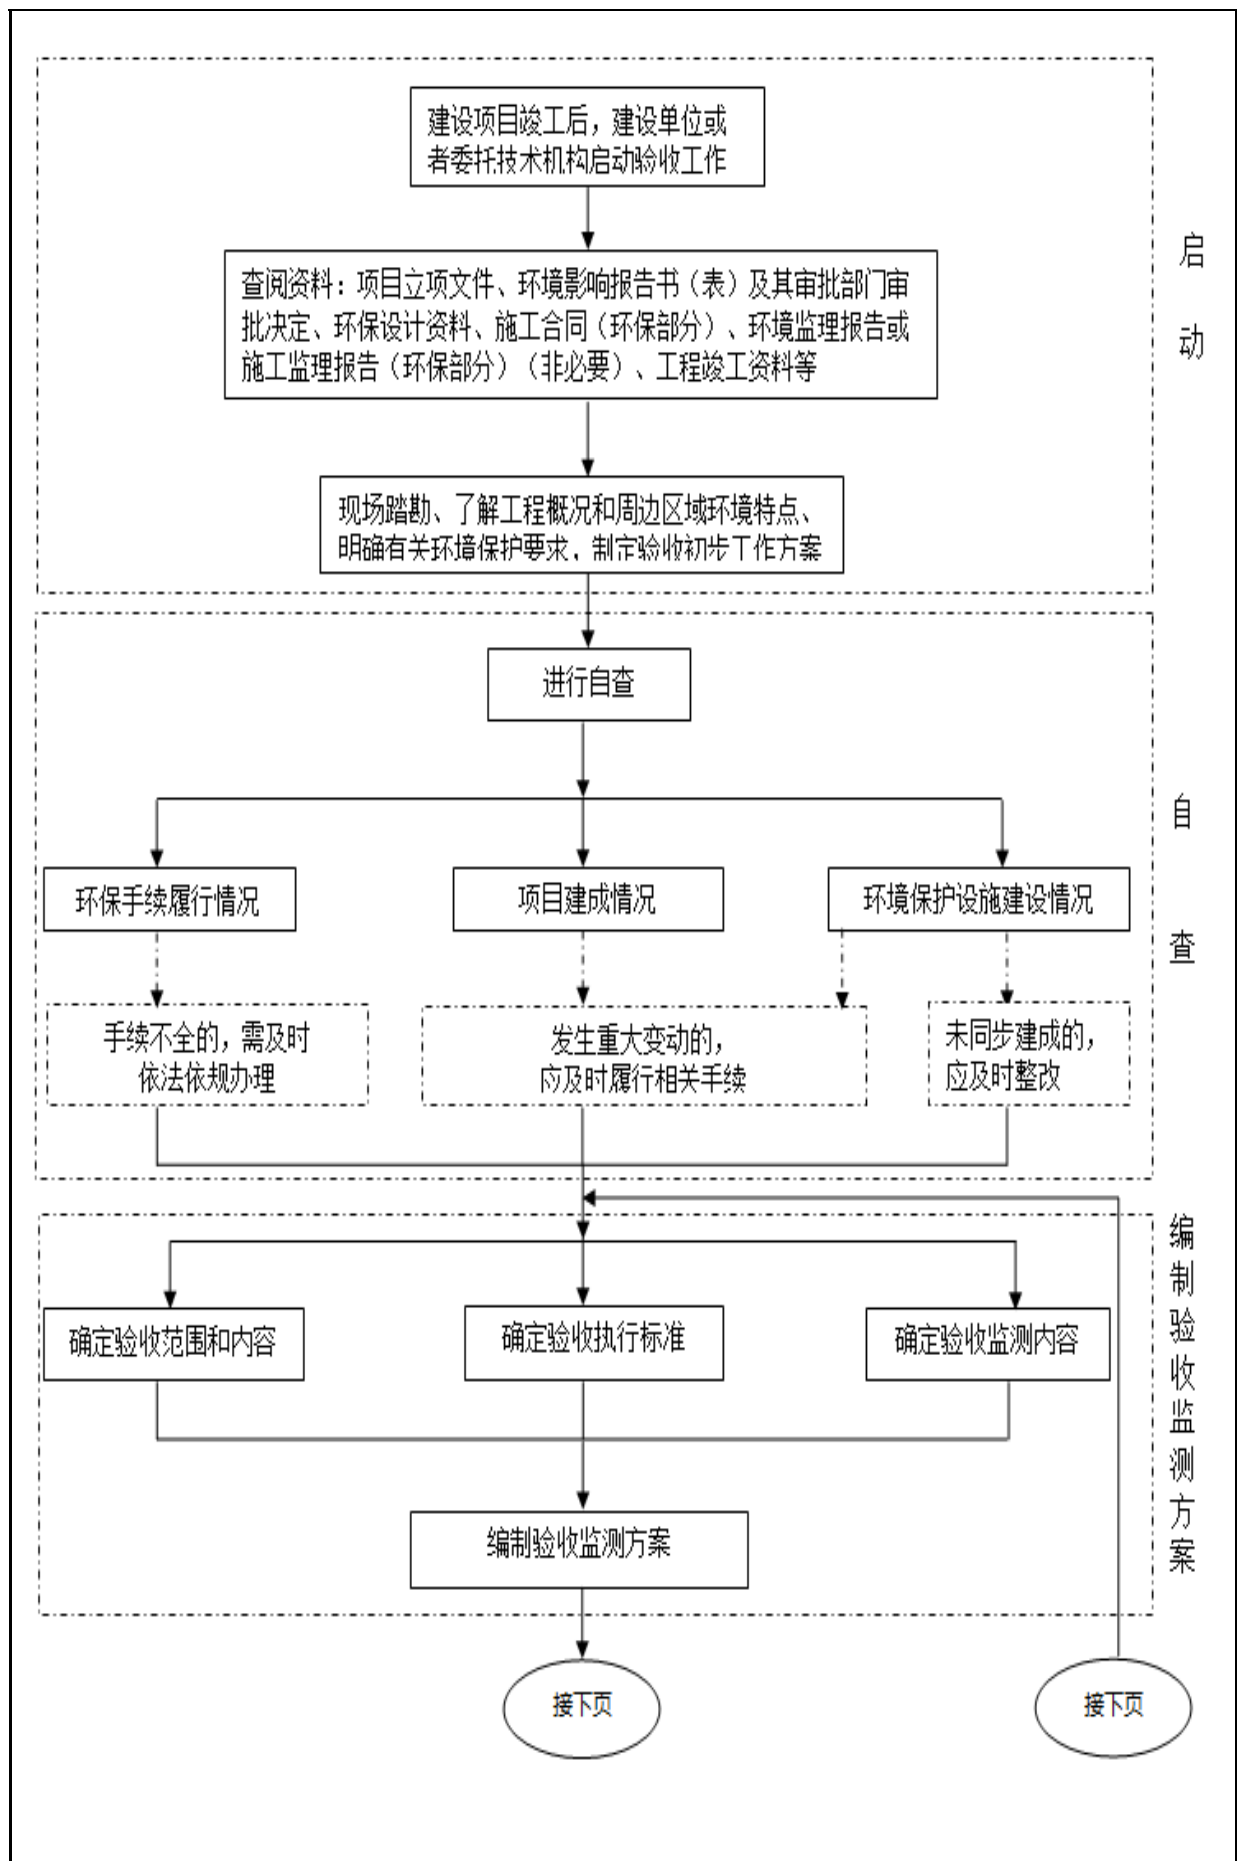 建设项目竣工后，建设单位或
者委托技术机构启动验收工作
查阅资料：项目立项文件、环境影响报告书（表）及其审批部门审
批决定、环保设计资料、施工合同（环保部分）、环境监理报告或
施工监理报告（环保部分）（非必要）、工程竣工资料等
现场踏勘、了解工程概况和周边区域环境特点、
明确有关环境保护要求，制定验收初步工作方案
启
动
进行自查
环保手续履行情况
项目建成情况
环境保护设施建设情况
手续不全的，需及时
依法依规办理
发生重大变动的，
应及时履行相关手续
未同步建成的，
应及时整改
自
查
确定验收范围和内容
确定验收执行标准
确定验收监测内容
编制验收监测方案
编
制
验
收
监
测
方
案
接下页
接下页